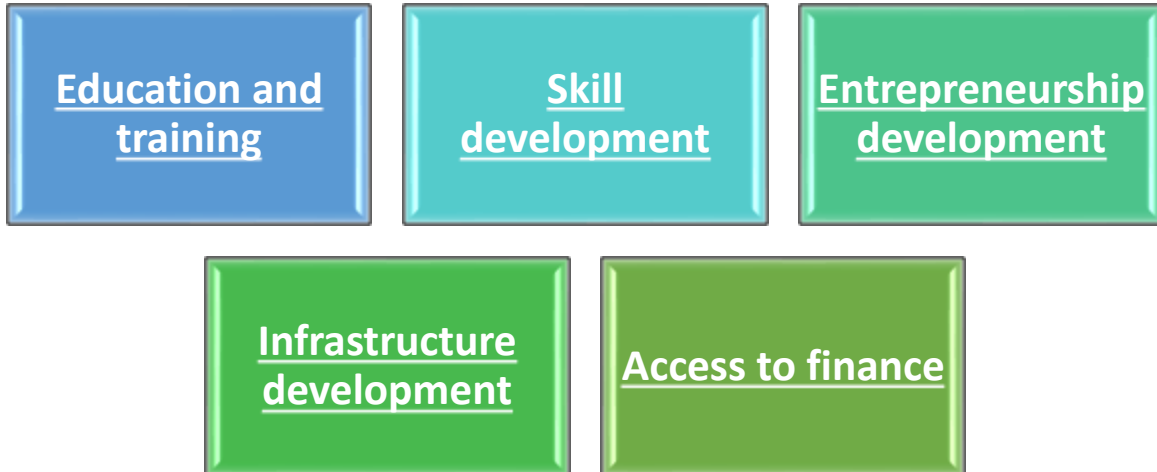 Education and
training
Skill
development
Entrepreneurship
development
Infrastructure
development
Access to finance